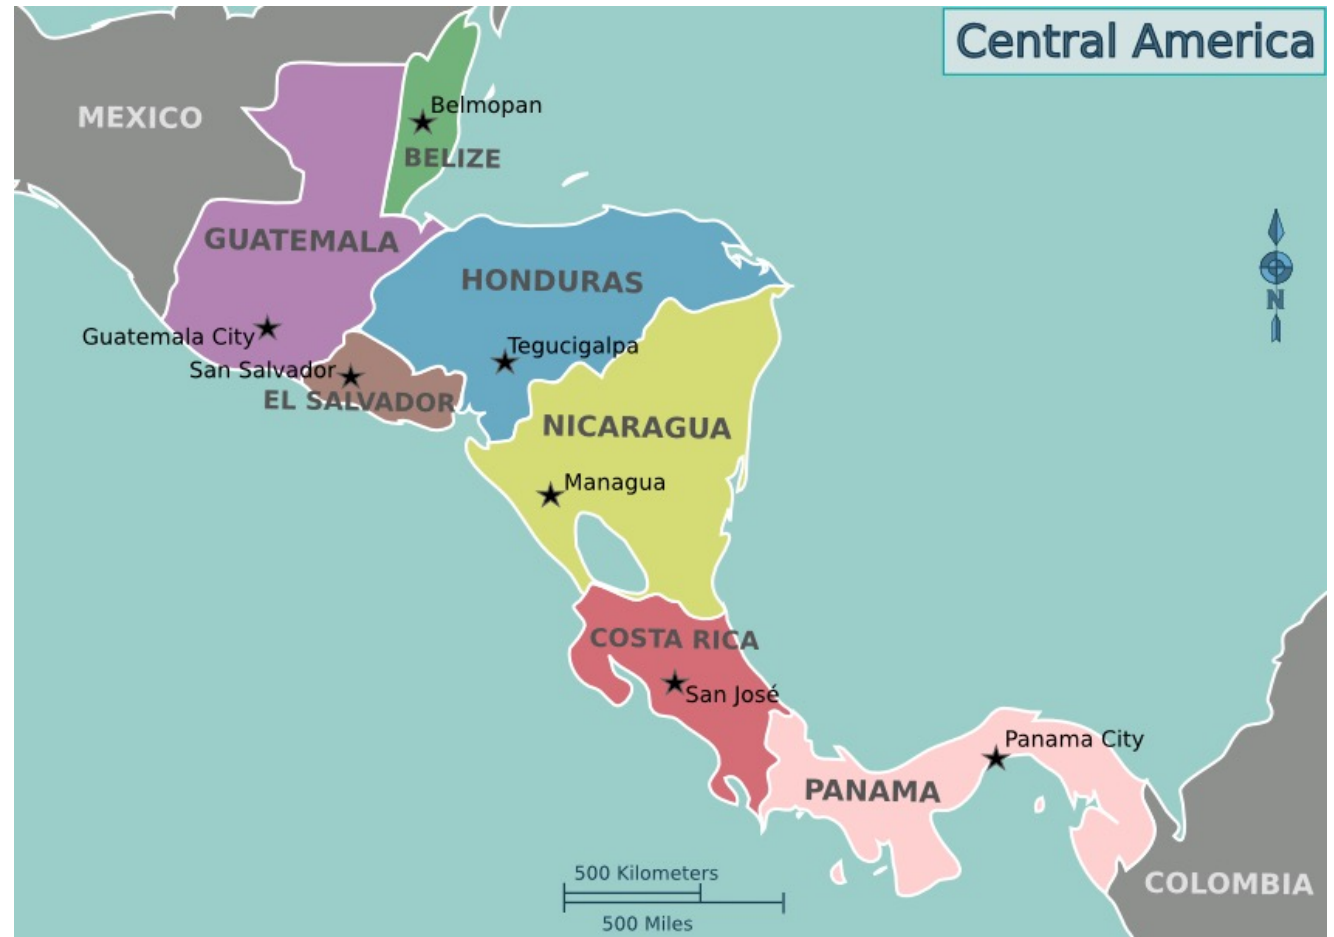 Central America
MEXICO
Belmopan
BELIZE
GUATEMALA
HONDURAS
N
Guatemala City
Tegucigalpa
San Salvador
EL SALVADOR
NICARAGUA
Managua
COSTA RICA
San José
Panama City
PANAMA
500 Kilometers
COLOMBIA
500 Miles